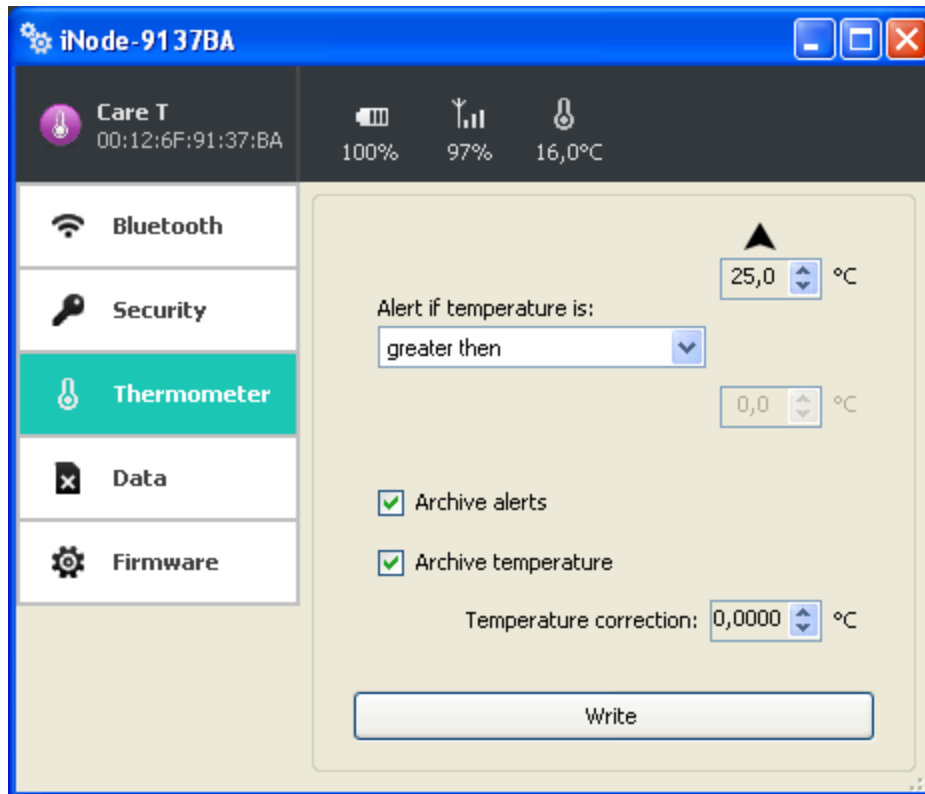 iNode-9137BA
Care T
00:12:6F:91:37:BA
100% 97% 16,0°C
Bluetooth
Security
Thermometer
Data
Firmware
25,0 °C
Alert if temperature is:
greater then
0,0 °C
Archive alerts
Archive temperature
Temperature correction: 0,0000 °C
Write